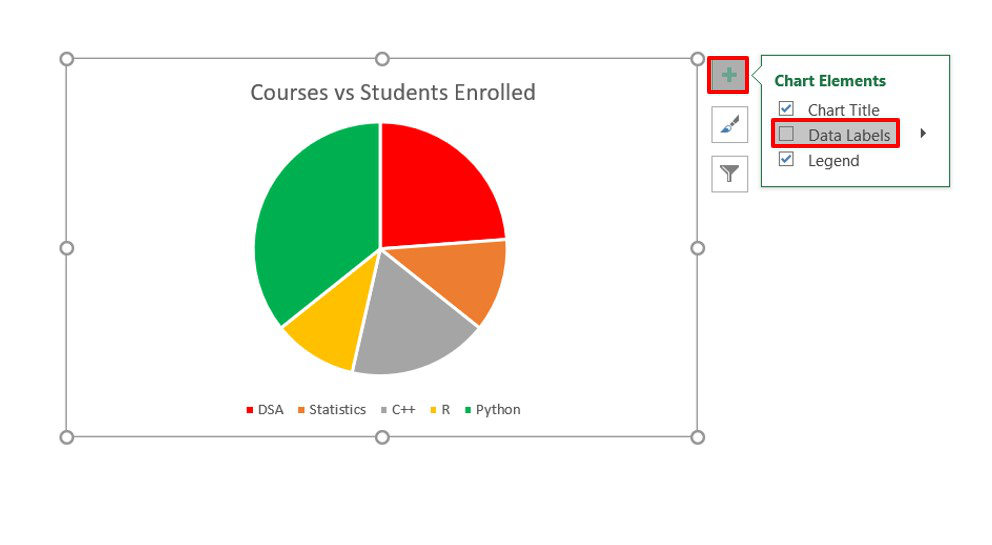 Courses vs Students Enrolled
DSA Statistics C++ R Python
Chart Elements
Chart Title
Data Labels
Legend